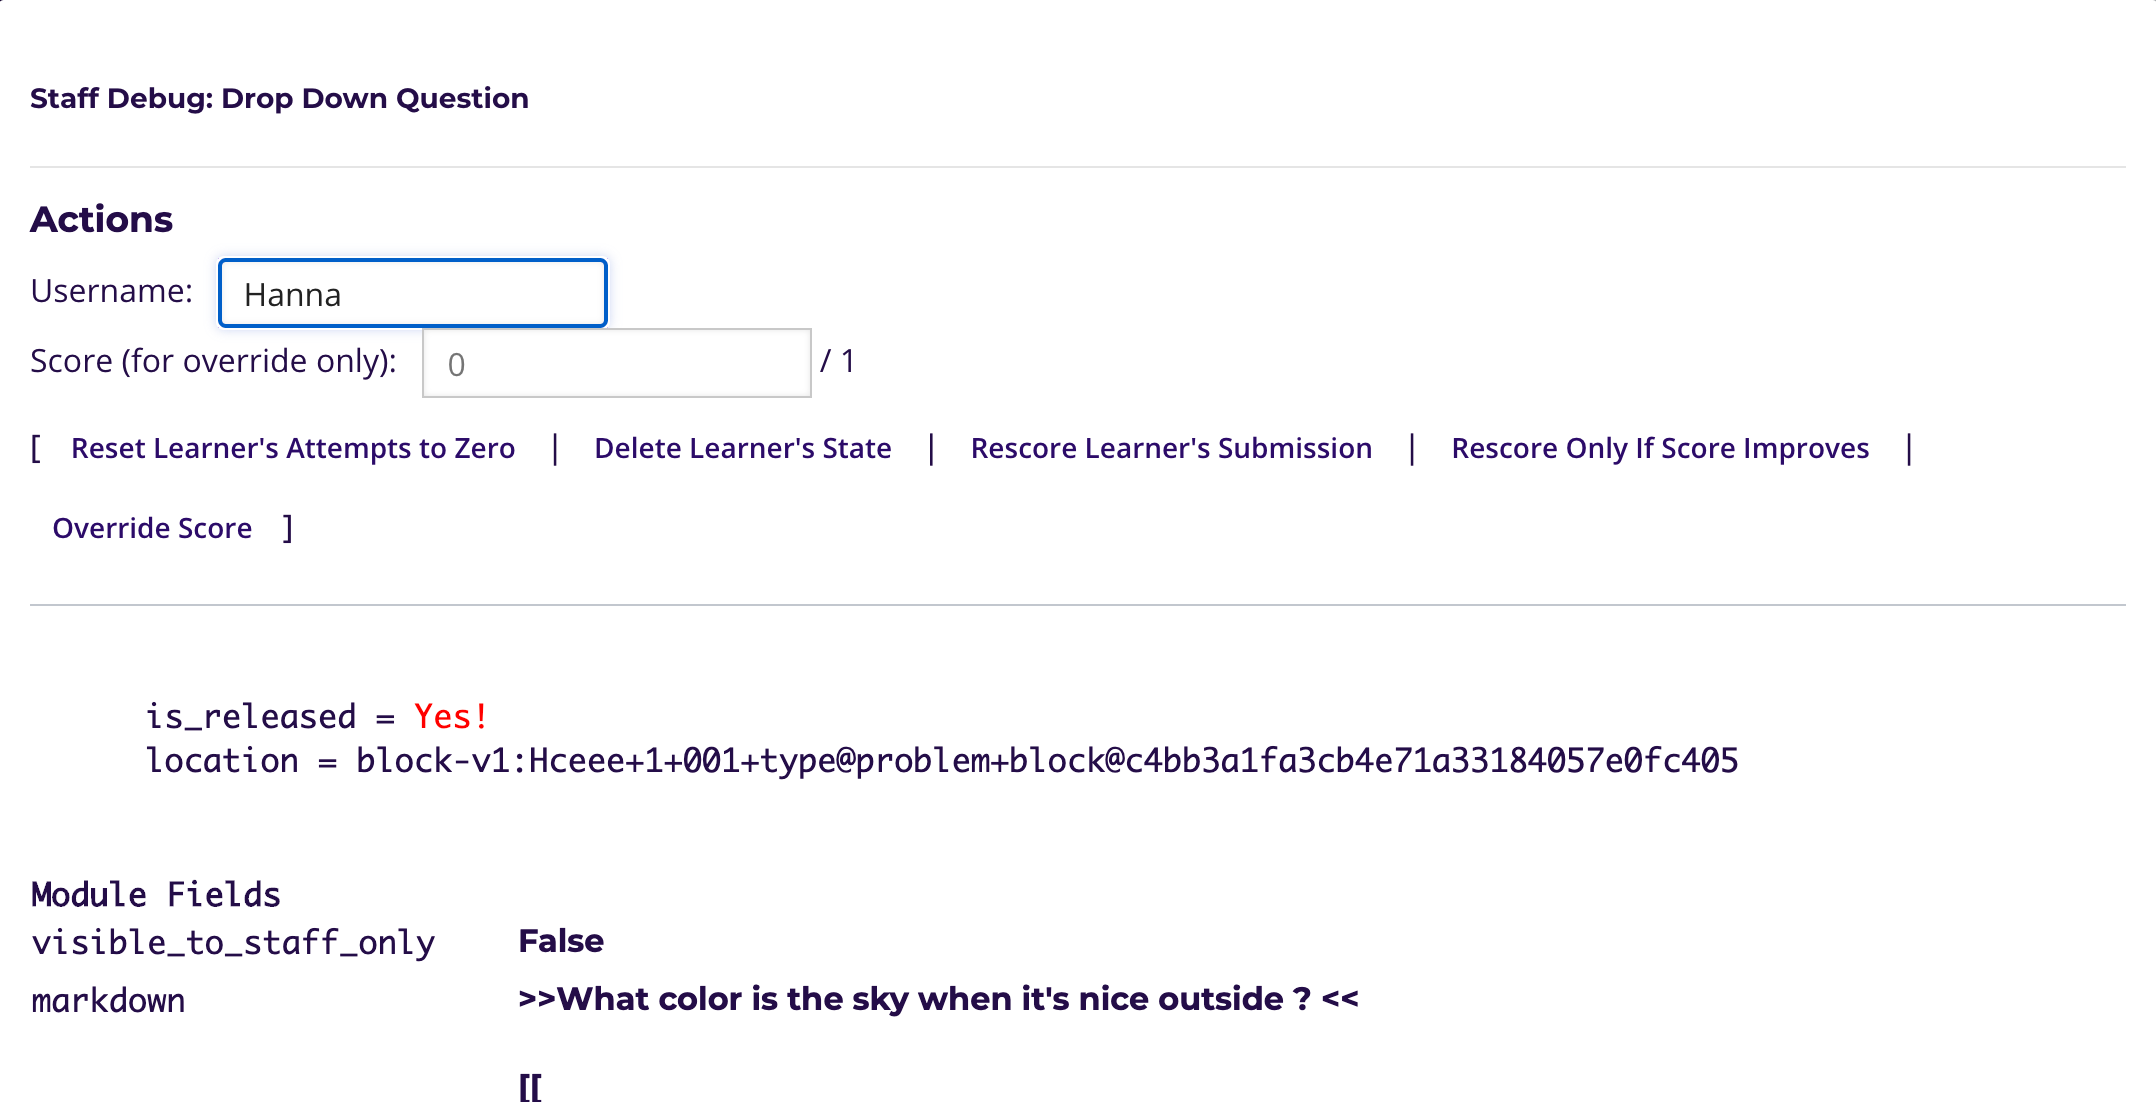 Staff Debug: Drop Down Question
Actions
Username: Hanna
Score (for override only): 0 / 1
[ Reset Learner's Attempts to Zero | Delete Learner's State | Rescore Learner's Submission | Rescore Only If Score Improves |
Override Score ]
is_released = Yes!
location = block-v1:Hceee+1+001+type@problem+block@c4bb3a1fa3cb4e71a33184057e0fc405
Module Fields
visible_to_staff_only False
markdown >>What color is the sky when it's nice outside ? <<
[[